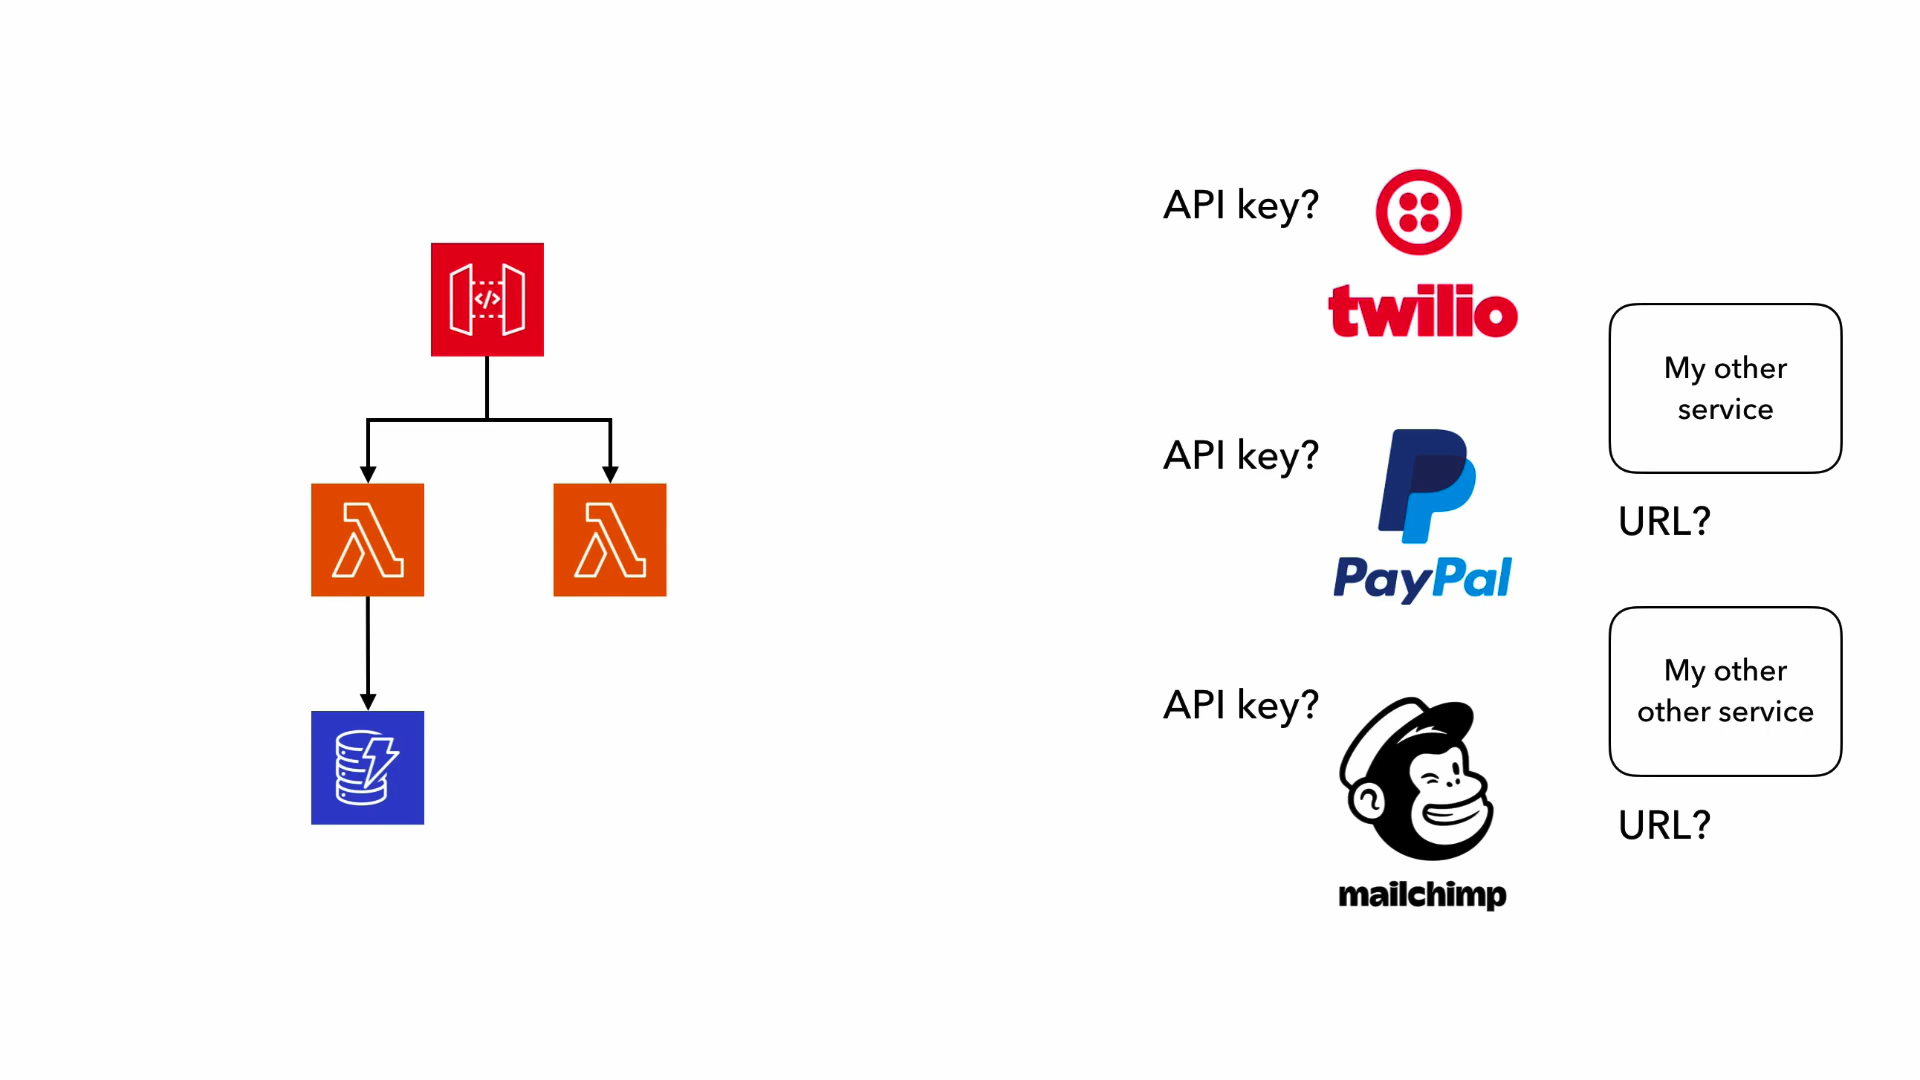 API key?
twilio
My other
service
API key?
URL?
PayPal
My other
other service
API key?
URL?
mailchimp